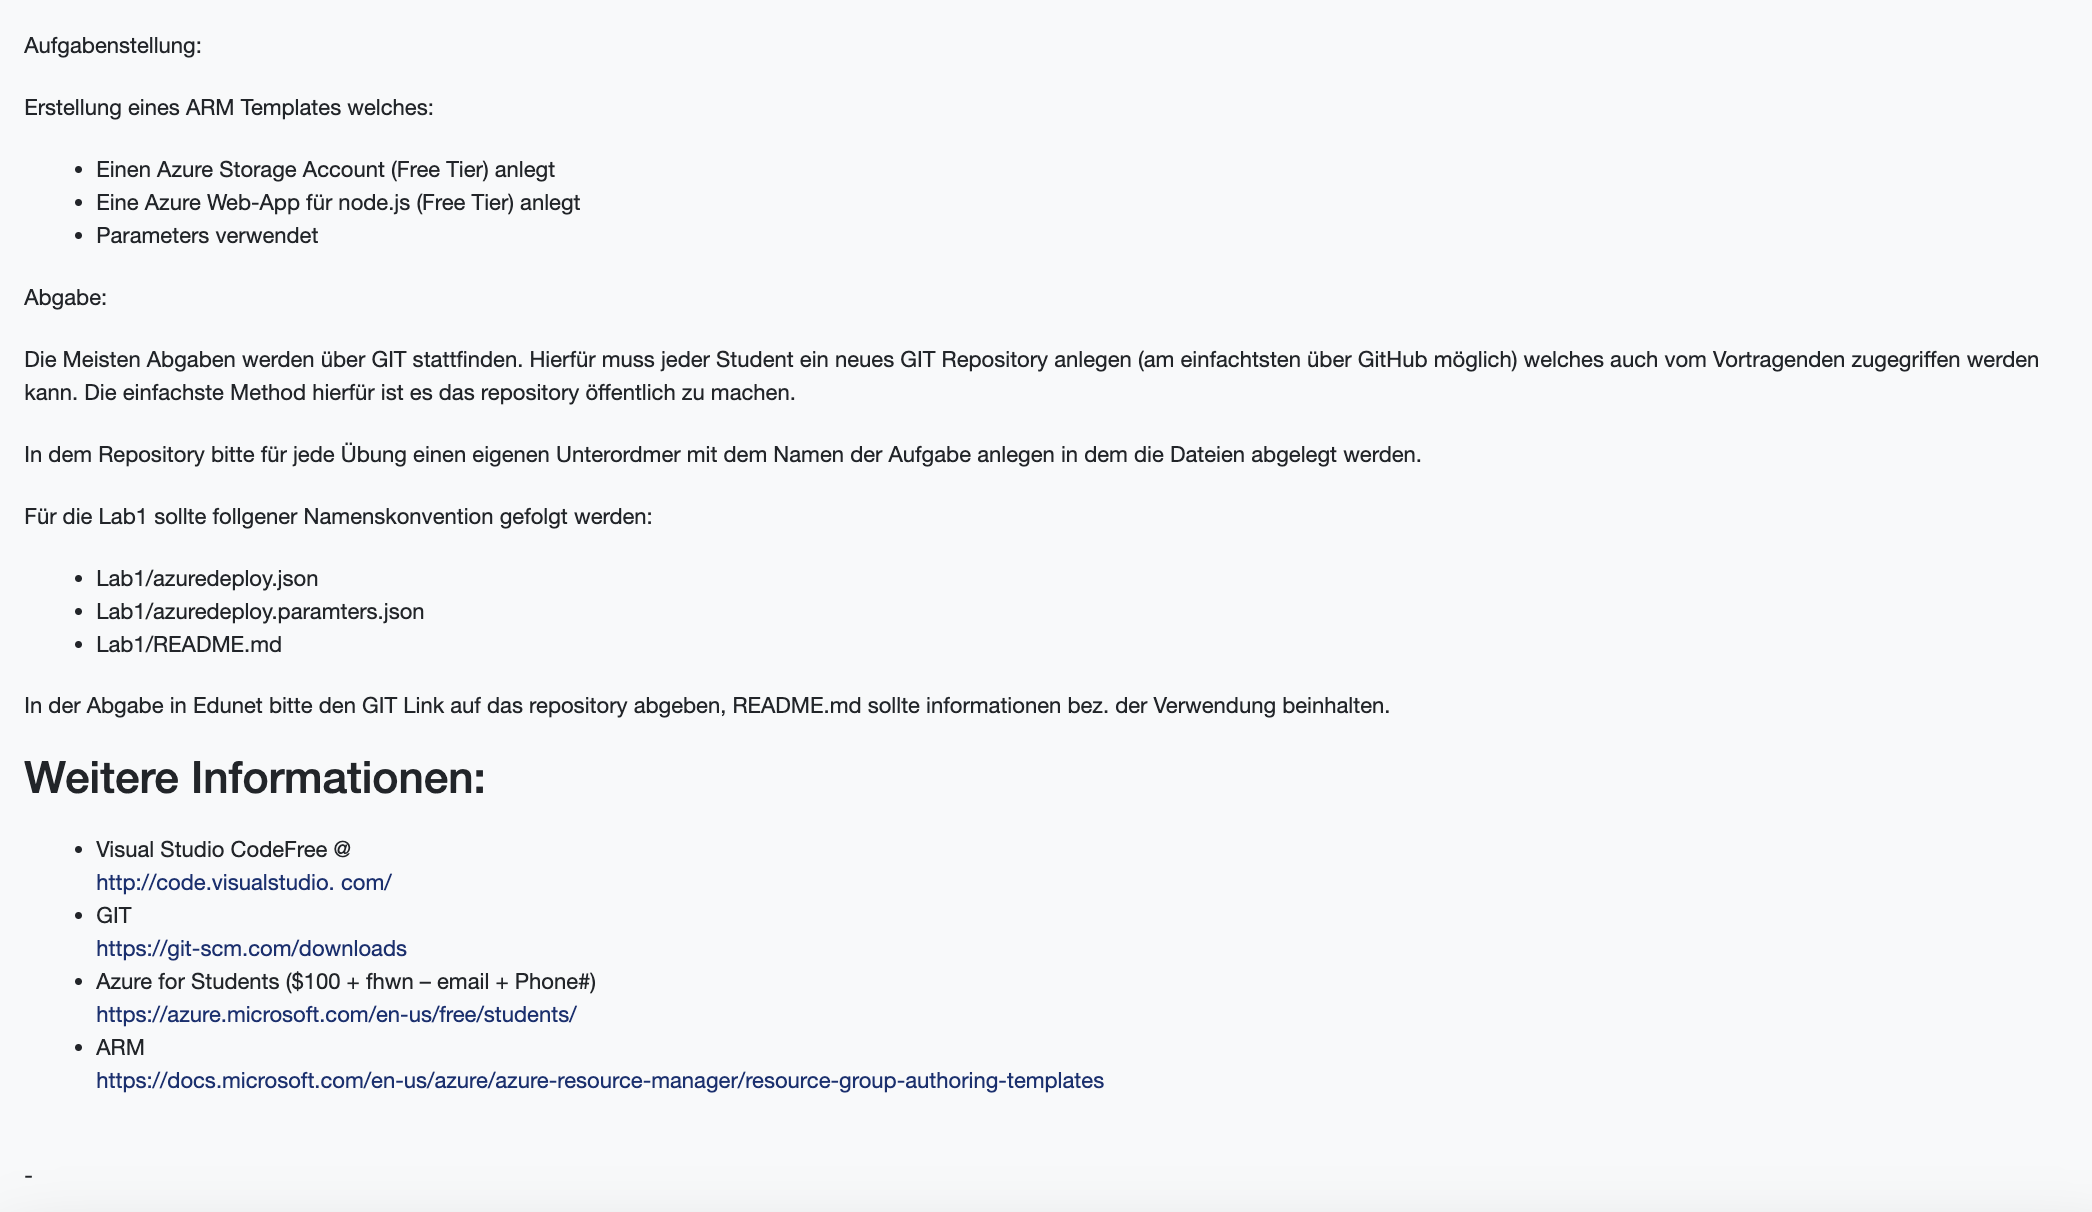 Aufgabenstellung:
Erstellung eines ARM Templates welches:
• Einen Azure Storage Account (Free Tier) anlegt
• Eine Azure Web-App für node.js (Free Tier) anlegt
• Parameters verwendet
Abgabe:
Die Meisten Abgaben werden über GIT stattfinden. Hierfür muss jeder Student ein neues GIT Repository anlegen (am einfachtsten über GitHub möglich) welches auch vom Vortragenden zugegriffen werden
kann. Die einfachste Method hierfür ist es das repository öffentlich zu machen.
In dem Repository bitte für jede Übung einen eigenen Unterordmer mit dem Namen der Aufgabe anlegen in dem die Dateien abgelegt werden.
Für die Lab1 sollte follgener Namenskonvention gefolgt werden:
• Lab1/azuredeploy.json
• Lab1/azuredeploy.paramters.json
• Lab1/README.md
In der Abgabe in Edunet bitte den GIT Link auf das repository abgeben, README.md sollte informationen bez. der Verwendung beinhalten.
Weitere Informationen:
• Visual Studio CodeFree @
http://code.visualstudio. com/
• GIT
https://git-scm.com/downloads
• Azure for Students ($100 + fhwn – email + Phone#)
https://azure.microsoft.com/en-us/free/students/
• ARM
https://docs.microsoft.com/en-us/azure/azure-resource-manager/resource-group-authoring-templates
-